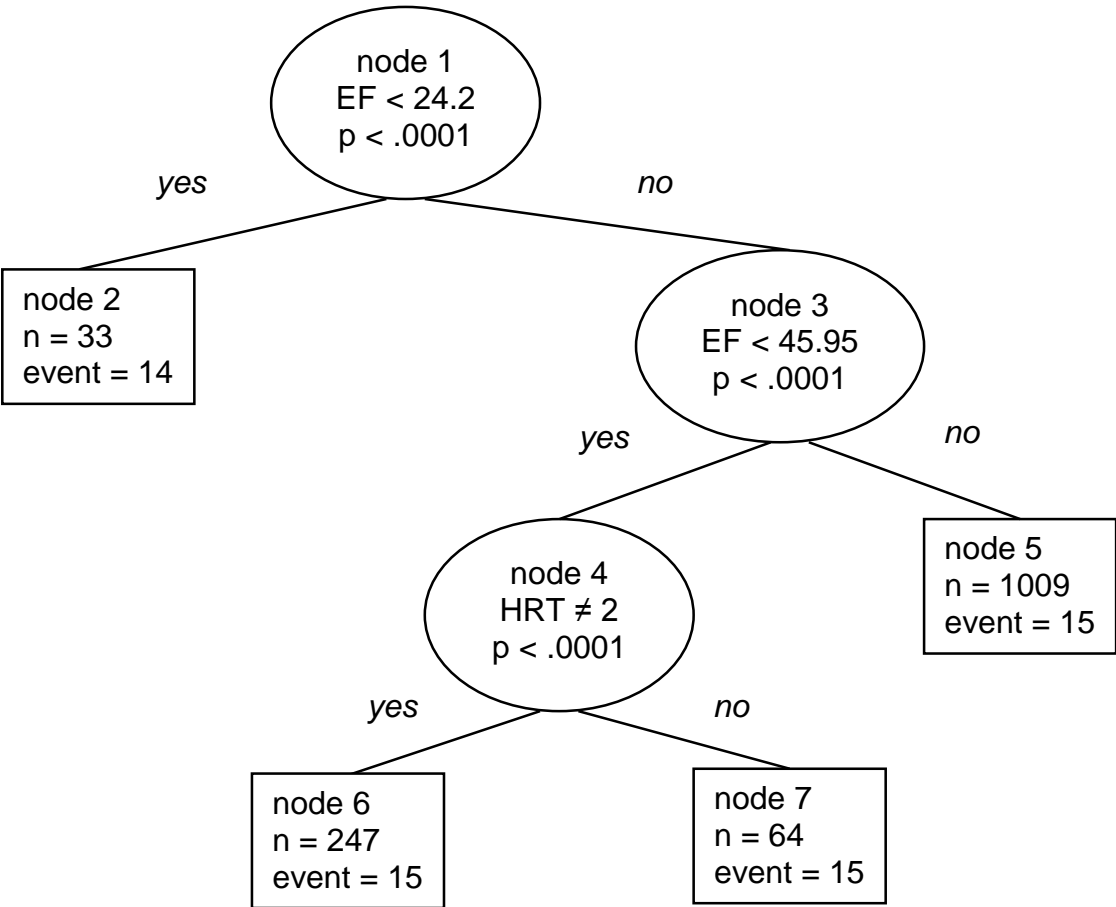 node 1
EF < 24.2
p < .0001
yes
no
node 2
n = 33
event = 14
node 3
EF < 45.95
p < .0001
yes
no
node 4
HRT ≠ 2
p < .0001
node 5
n = 1009
event = 15
yes
no
node 6
n = 247
event = 15
node 7
n = 64
event = 15